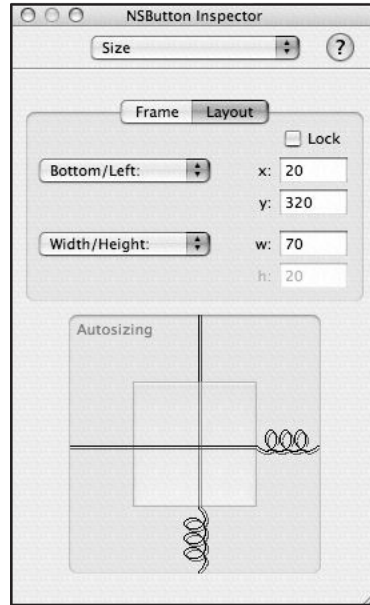 NSButton Inspector
Size ?
Frame Layout
Lock
Bottom/Left: x: 20
y: 320
Width/Height: w: 70
h: 20
Autosizing